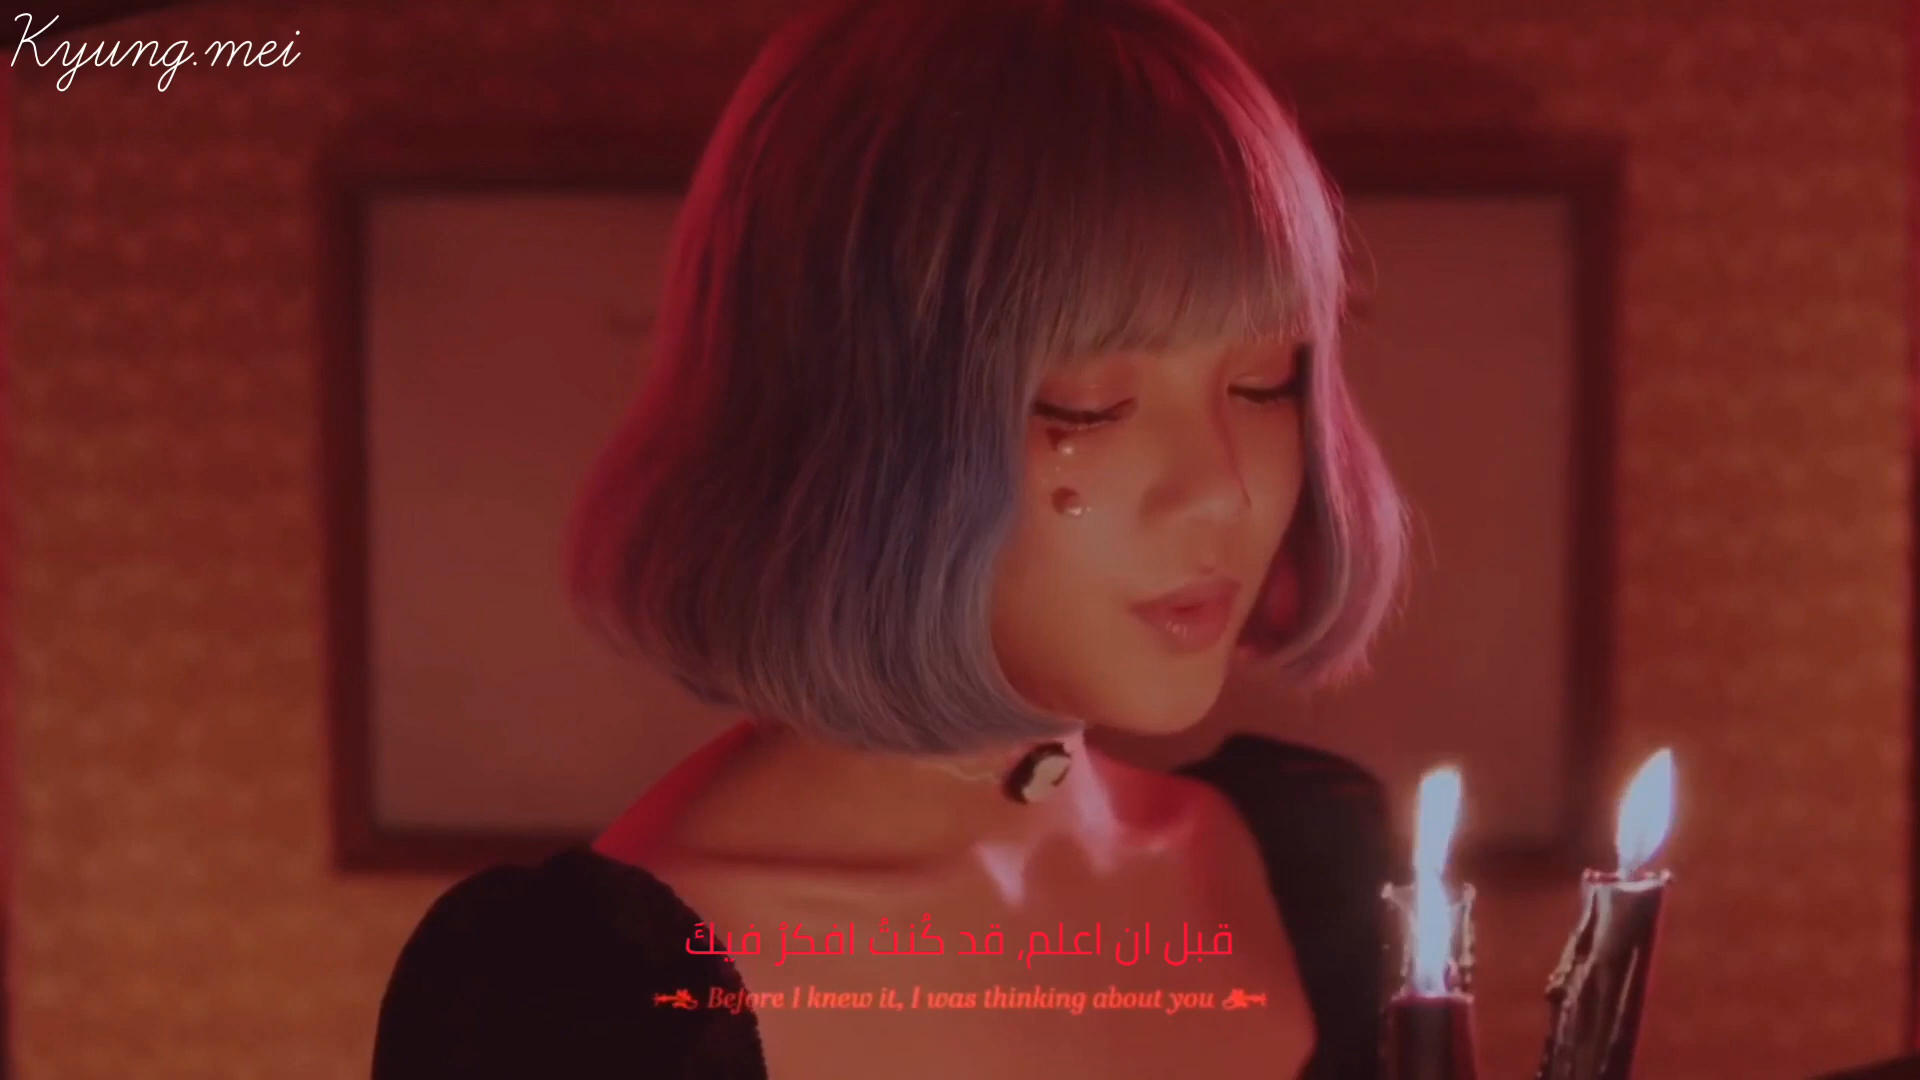 Kyung.mei
قبل ان اعلم, قد كُنتُ افكرُ فيكَ
Before I knew it, I was thinking about you